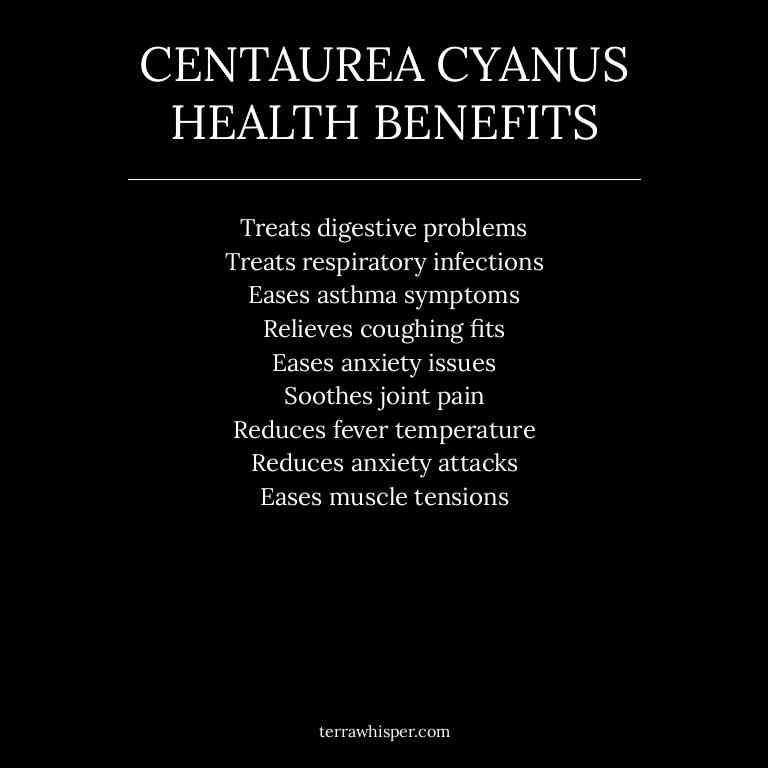 CENTAUREA CYANUS
HEALTH BENEFITS
Treats digestive problems
Treats respiratory infections
Eases asthma symptoms
Relieves coughing fits
Eases anxiety issues
Soothes joint pain
Reduces fever temperature
Reduces anxiety attacks
Eases muscle tensions
terrawhisper.com